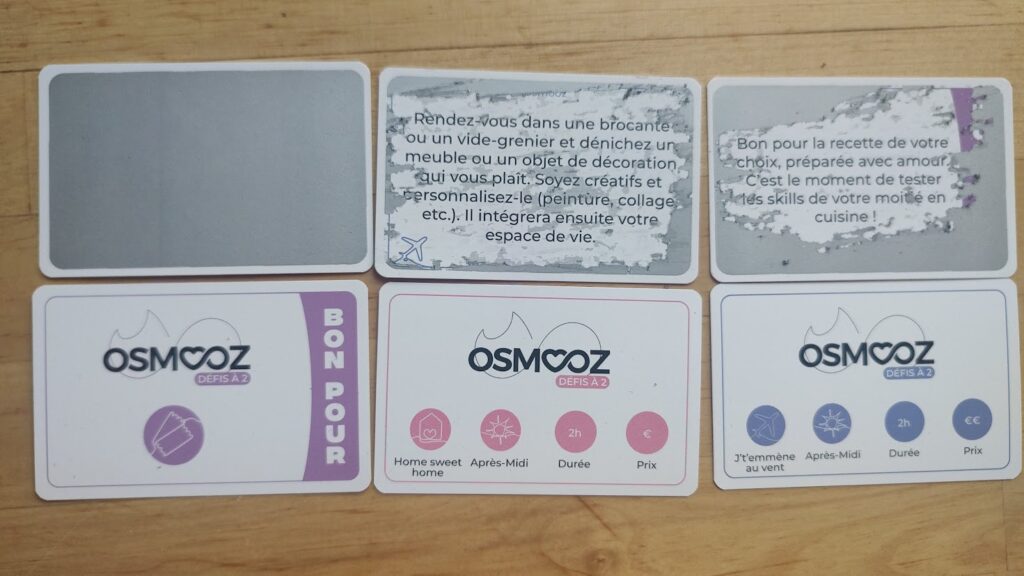 Rendez-vous dans une brocante
ou un vide-grenier et dénichez un
meuble ou un objet de décoration
qui vous plaît. Soyez créatifs et
personnalisez-le (peinture, collage,
etc.). Il intégrera ensuite votre
espace de vie.
Bon pour la recette de votre
choix, préparée avec amour.
C'est le moment de tester
les skills de votre moitié en
cuisine !
OSMOOZ
DÉFIS À 2
BON POUR
OSMOOZ
DÉFIS À 2
Home sweet
home
Après-Midi
2h
Durée
€
Prix
OSMOOZ
DÉFIS À 2
J't'emmène
au vent
Après-Midi
2h
Durée
€€
Prix